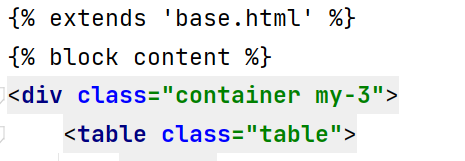 {% extends 'base.html' %}
{% block content %}
<div class="container my-3">
    <table class="table">